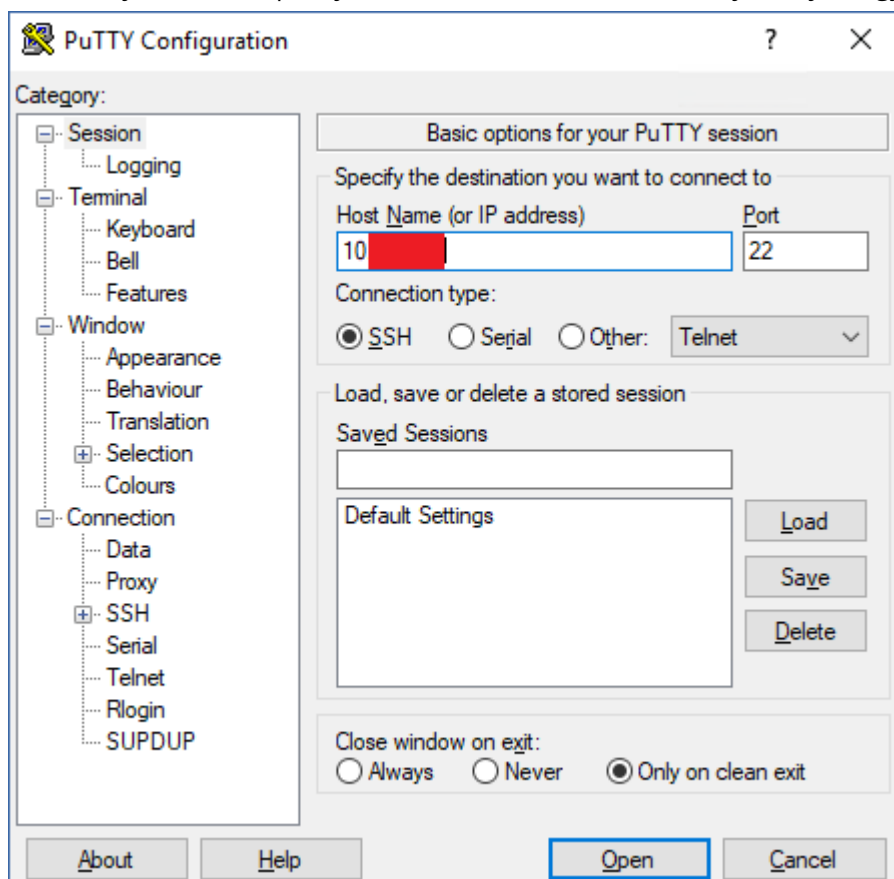 PuTTY Configuration
?
Category:
Session
Logging
Terminal
Keyboard
Bell
Features
Window
Appearance
Behaviour
Translation
Selection
Colours
Connection
Data
Proxy
SSH
Serial
Telnet
Rlogin
SUPDUP
Basic options for your PuTTY session
Specify the destination you want to connect to
Host Name (or IP address)
Port
10
22
Connection type:
SSH Serial Other: Telnet
Load, save or delete a stored session
Saved Sessions
Default Settings
Load
Save
Delete
Close window on exit:
Always Never Only on clean exit
About Help Open Cancel